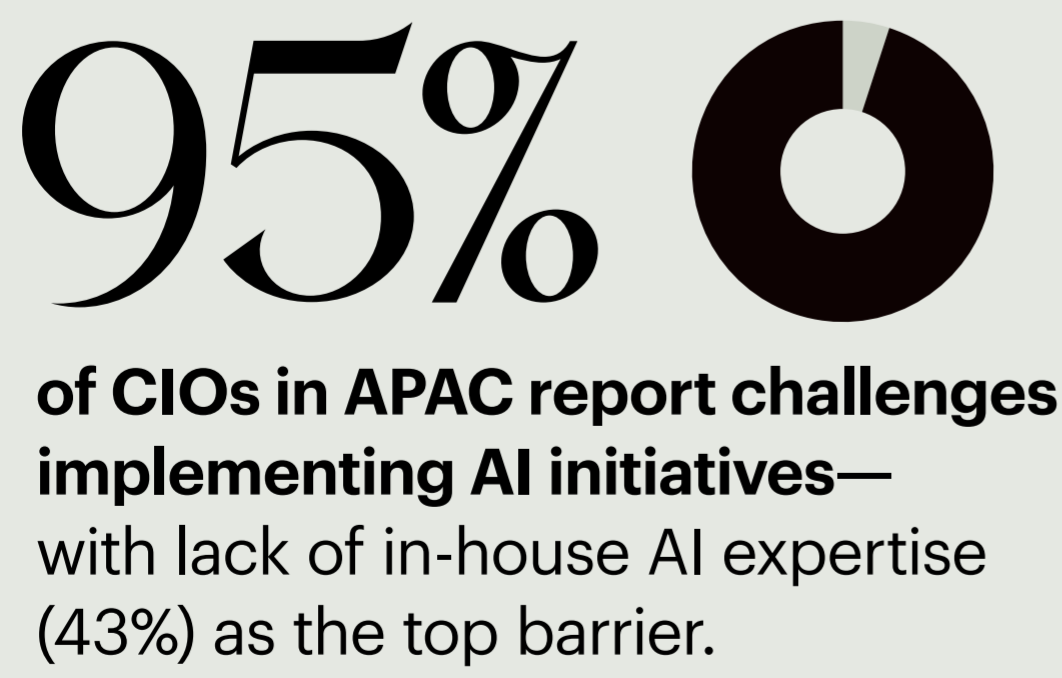 95%
of CIOs in APAC report challenges
implementing AI initiatives—
with lack of in-house AI expertise
(43%) as the top barrier.